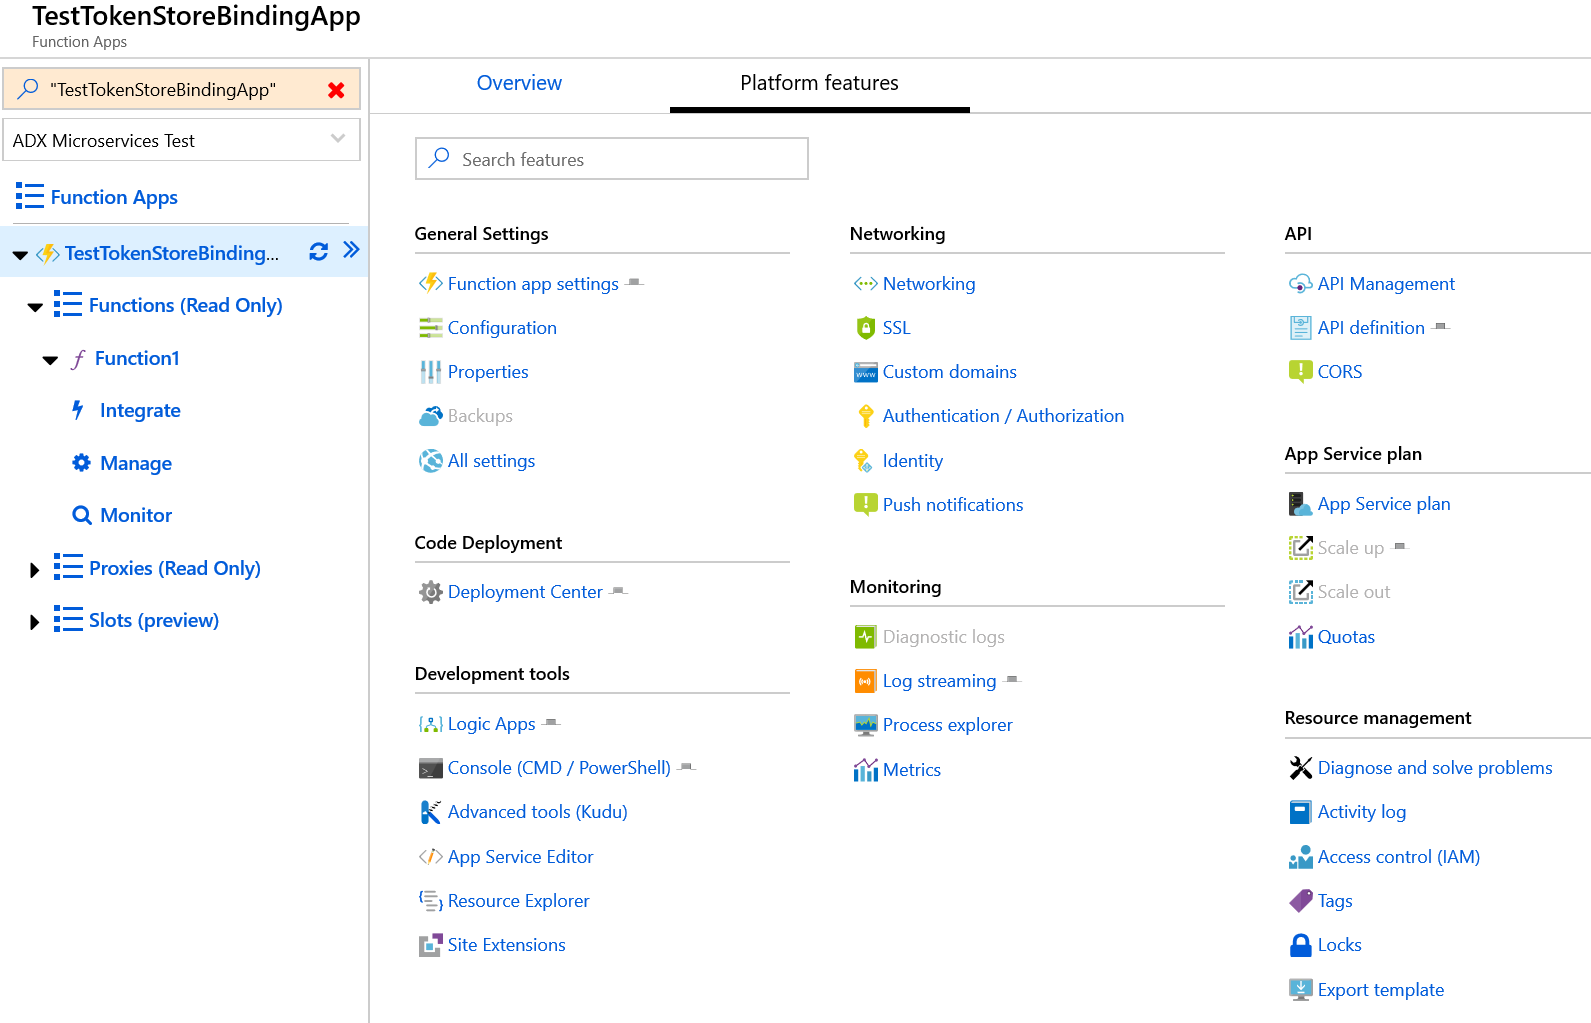 TestTokenStoreBindingApp
Function Apps
"TestTokenStoreBindingApp"
ADX Microservices Test
Function Apps
TestTokenStoreBinding...
Functions (Read Only)
Function1
Integrate
Manage
Monitor
Proxies (Read Only)
Slots (preview)
Overview
Platform features
Search features
General Settings
Function app settings
Configuration
Properties
Backups
All settings
Code Deployment
Deployment Center
Development tools
Logic Apps
Console (CMD / PowerShell)
Advanced tools (Kudu)
App Service Editor
Resource Explorer
Site Extensions
Networking
Networking
SSL
Custom domains
Authentication / Authorization
Identity
Push notifications
Monitoring
Diagnostic logs
Log streaming
Process explorer
Metrics
API
API Management
API definition
CORS
App Service plan
App Service plan
Scale up
Scale out
Quotas
Resource management
Diagnose and solve problems
Activity log
Access control (IAM)
Tags
Locks
Export template